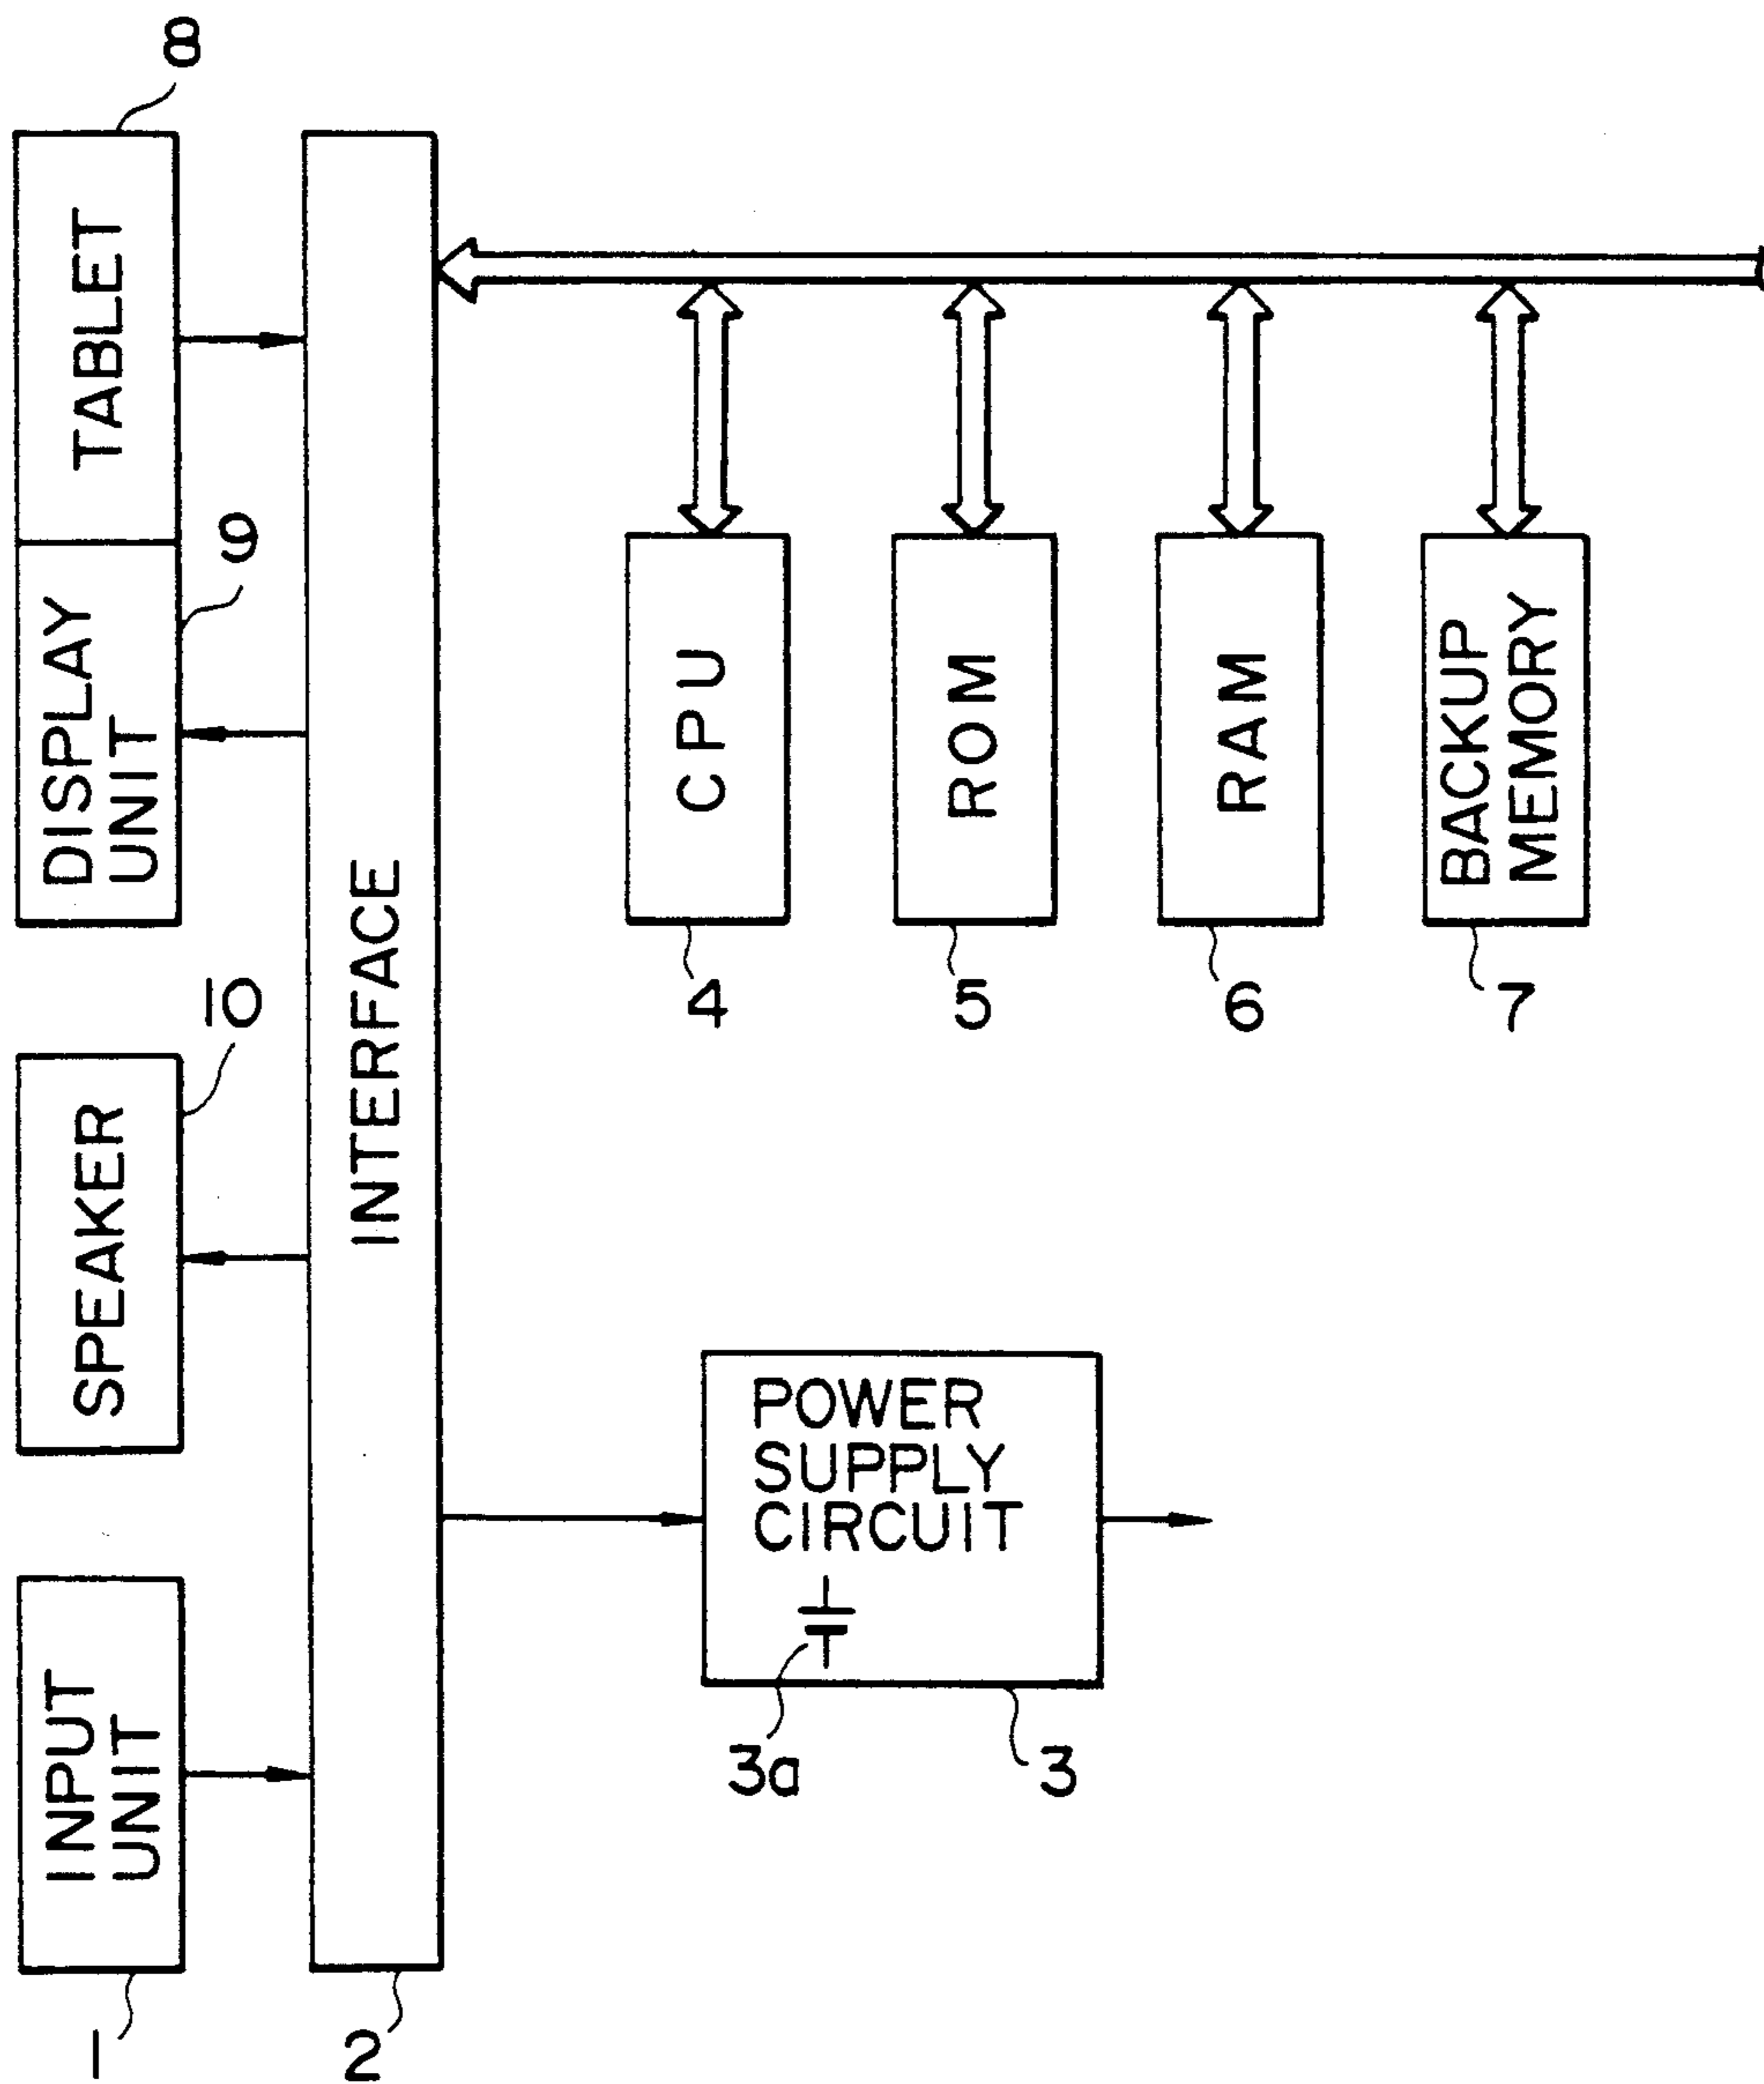 1
INPUT
UNIT
SPEAKER
10
DISPLAY
UNIT
9
TABLET
8
2
INTERFACE
POWER
SUPPLY
CIRCUIT
3a
3
CPU
4
ROM
5
RAM
6
BACKUP
MEMORY
7